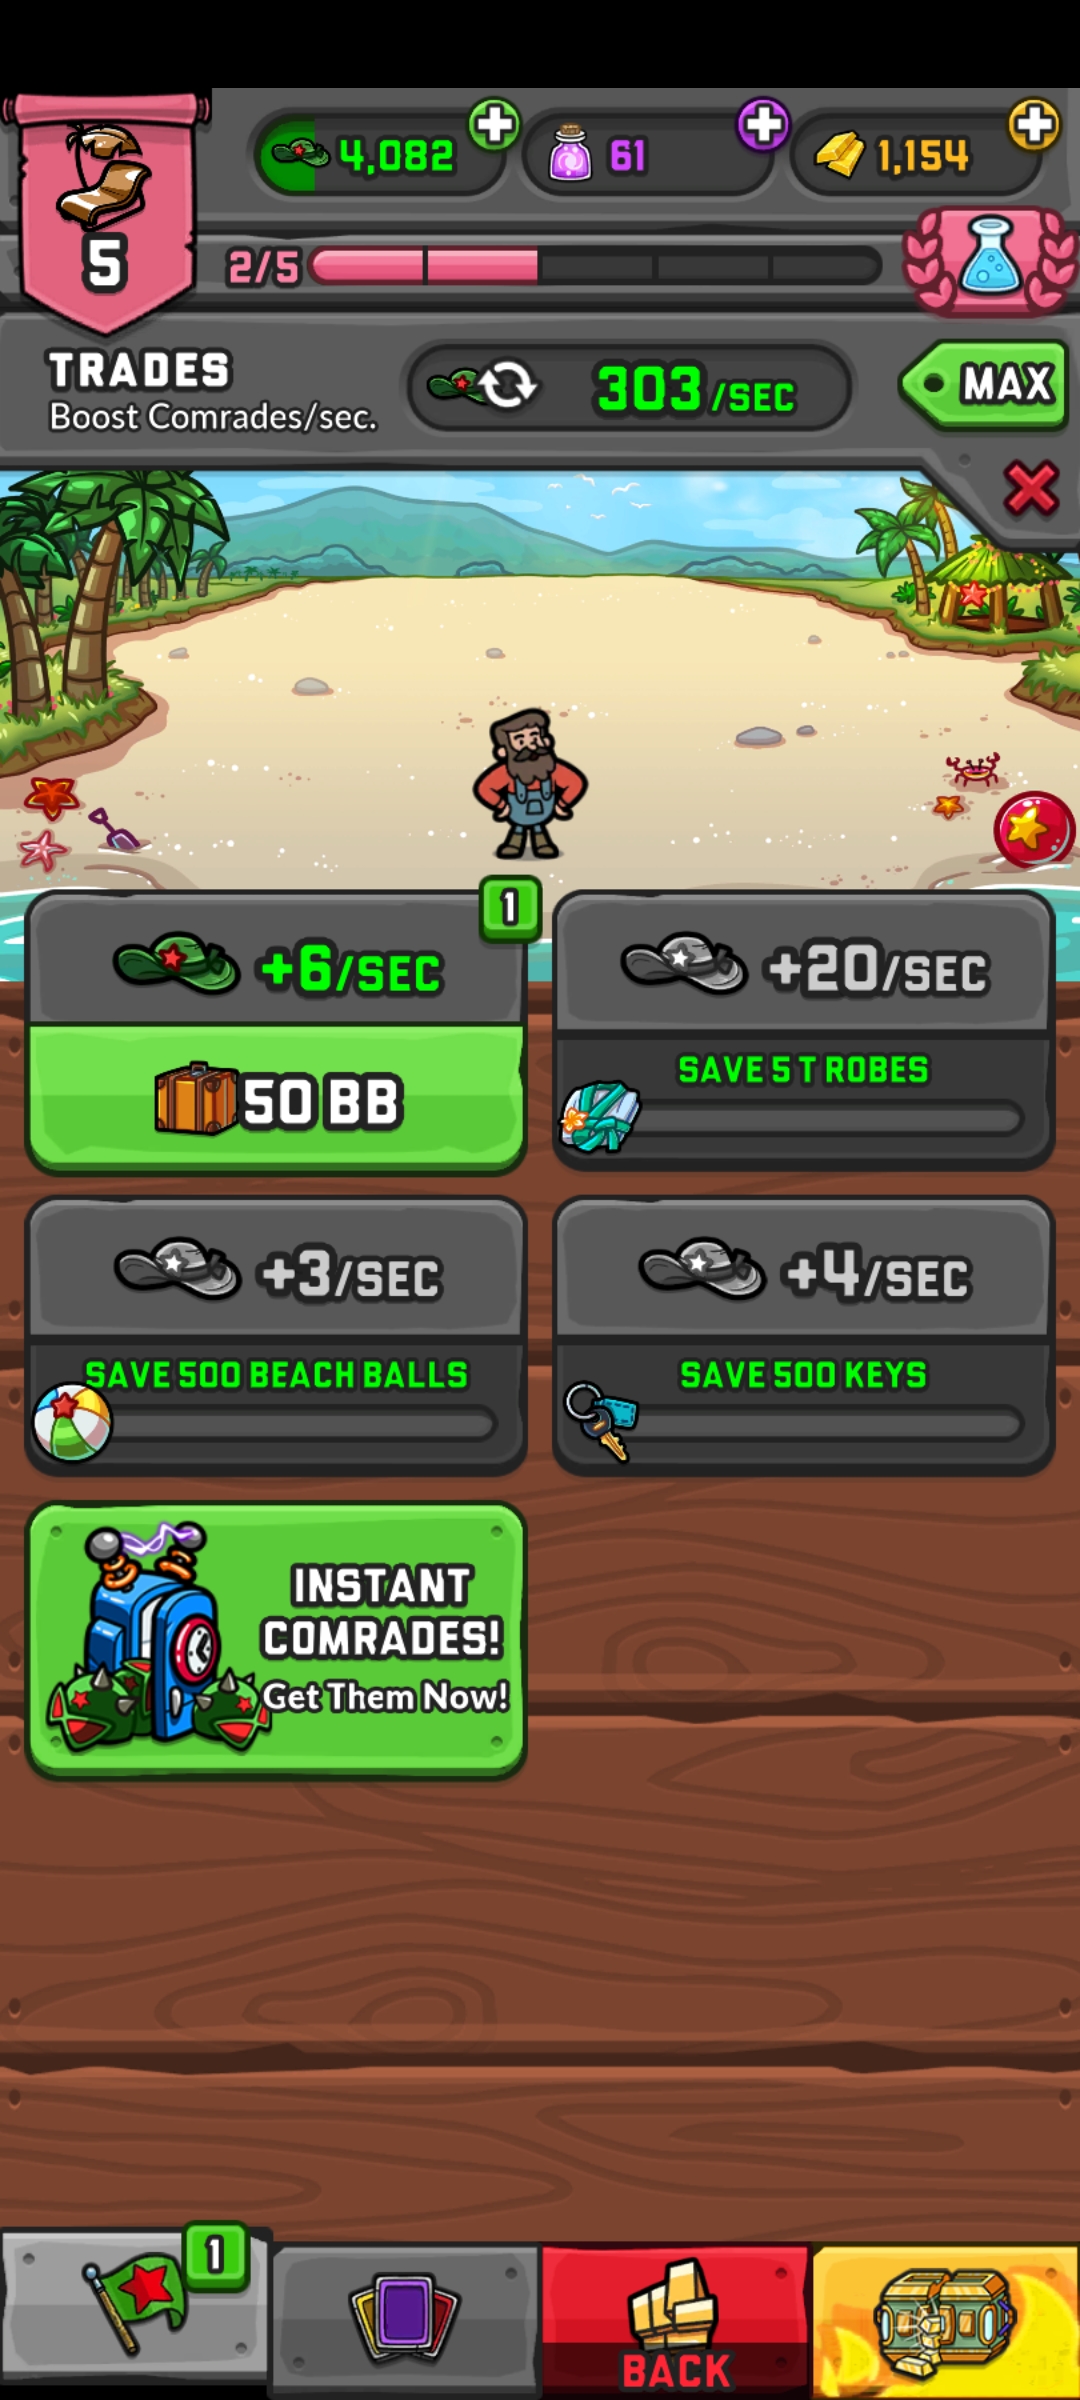 4,082
61
1,154
5
2/5
TRADES
Boost Comrades/sec.
303/SEC
MAX
1
+6/SEC
50 BB
+20/SEC
SAVE 5 T ROBES
+3/SEC
SAVE 500 BEACH BALLS
+4/SEC
SAVE 500 KEYS
INSTANT
COMRADES!
Get Them Now!
1
BACK